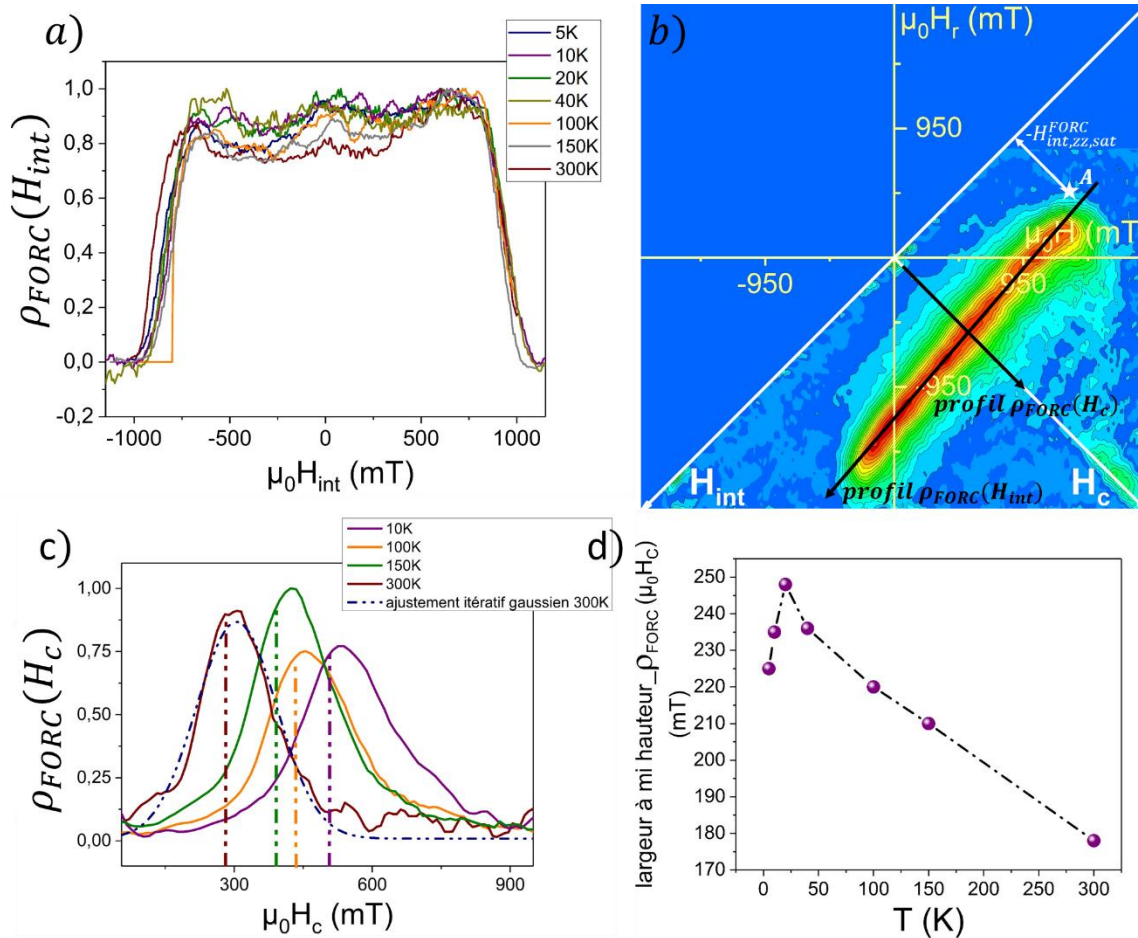 a)
5K
10K
20K
40K
100K
150K
300K
1,0
0,8
0,6
0,4
0,2
0,0
-0,2
ρFORC(Hint)
-1000 -500 0 500 1000
μ0Hint (mT)
b)
μ0Hr (mT)
950
-HFORCint,zz,sat
A
μ0H (mT
-950
950
950
profil ρFORC(Hc)
Hint
profil ρFORC(Hint)
Hc
c)
10K
100K
150K
300K
ajustement itératif gaussien 300K
1,00
0,75
0,50
0,25
0,00
ρFORC(HC)
300 600 900
μ0Hc (mT)
d)
250
240
230
220
210
200
190
180
170
largeur à mi hauteur_ρFORC (μ0HC)
(mT)
0 50 100 150 200 250 300
T (K)